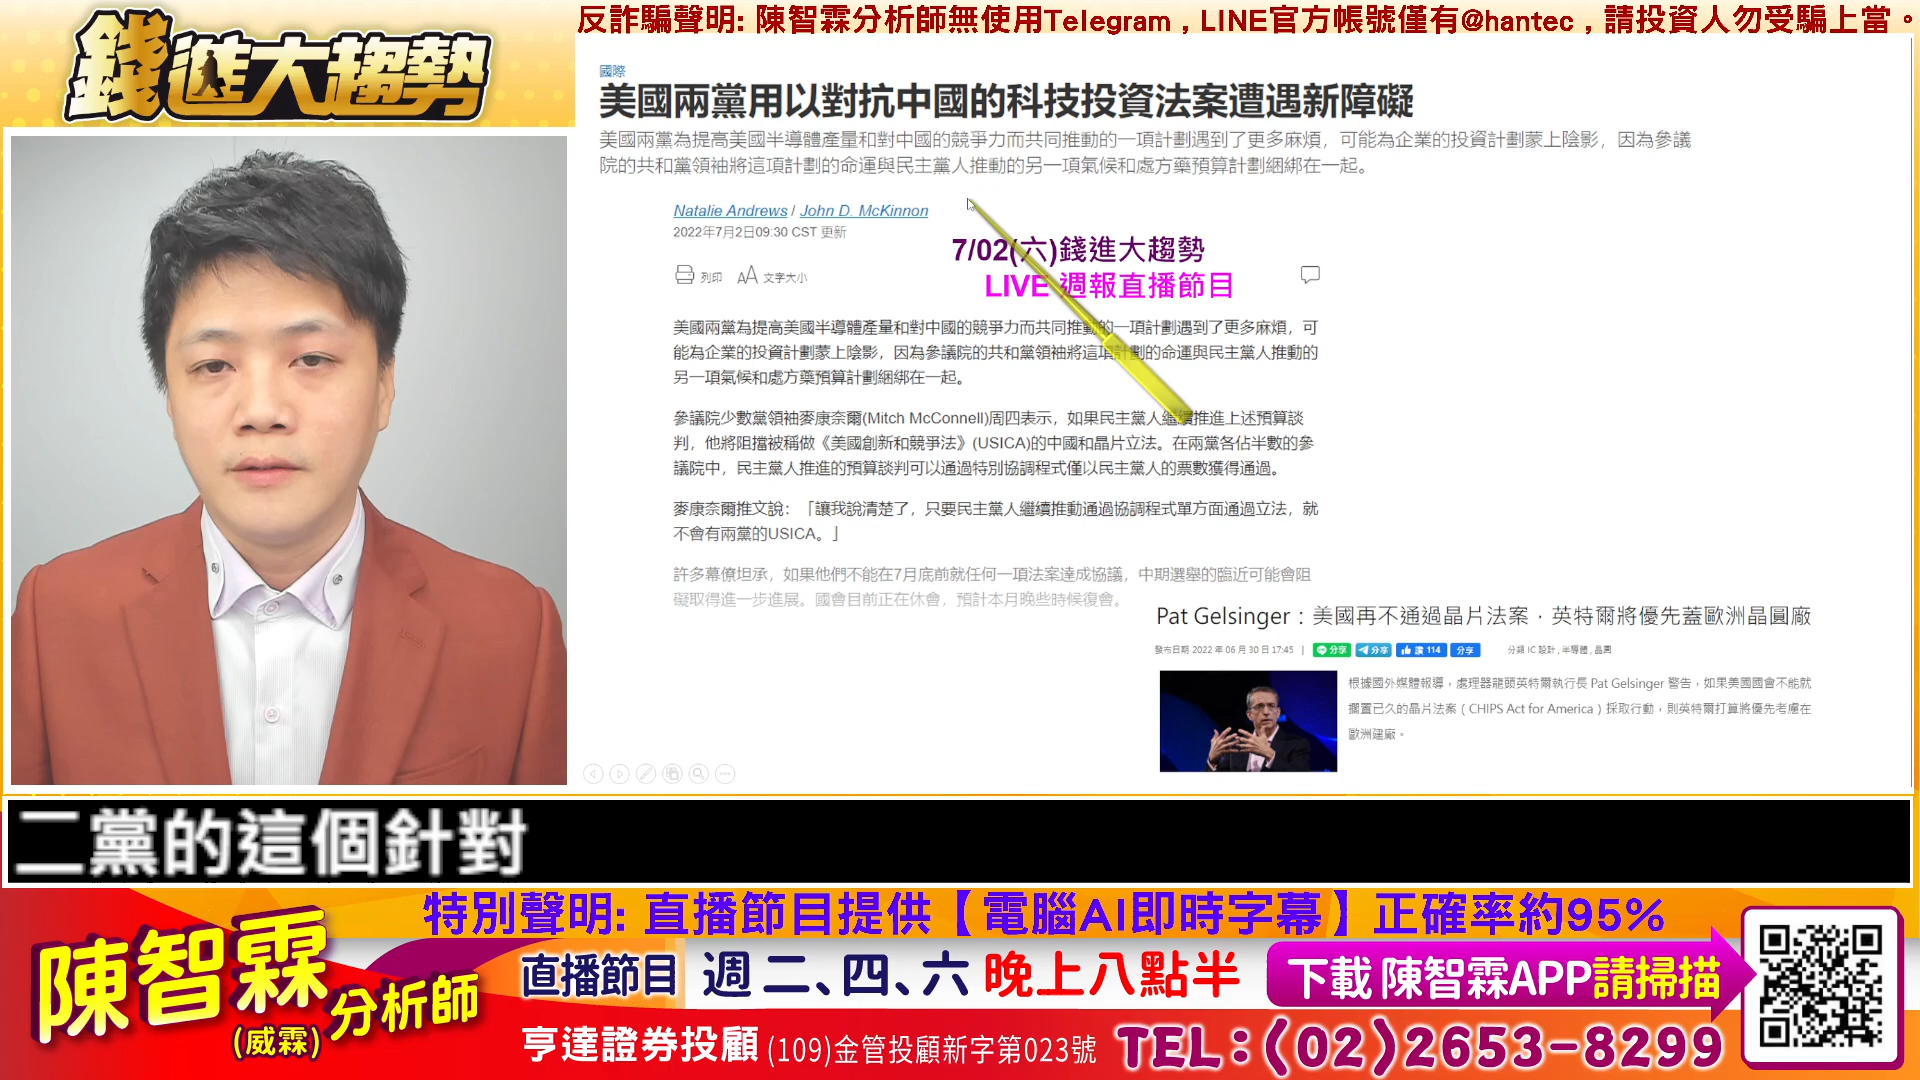 反詐騙聲明: 陳智霖分析師無使用Telegram , LINE官方帳號僅有@hantec , 請投資人勿受騙上當。
錢進大趨勢
國際
美國兩黨用以對抗中國的科技投資法案遭遇新障礙
美國兩黨為提高美國半導體產量和對中國的競爭力而共同推動的一項計劃遇到了更多麻煩，可能為企業的投資計劃蒙上陰影，因為參議
院的共和黨領袖將這項計劃的命運與民主黨人推動的另一項氣候和處方藥預算計劃綑綁在一起。
Natalie Andrews / John D. McKinnon
2022年7月2日09:30 CST 更新
7/02(六)錢進大趨勢
LIVE 週報直播節目
列印 AA 文字大小
美國兩黨為提高美國半導體產量和對中國的競爭力而共同推動的一項計劃遇到了更多麻煩，可
能為企業的投資計劃蒙上陰影，因為參議院的共和黨領袖將這項計劃的命運與民主黨人推動的
另一項氣候和處方藥預算計劃綑綁在一起。
參議院少數黨領袖麥康奈爾(Mitch McConnell)周四表示，如果民主黨人繼續推進上述預算談
判，他將阻擋被稱做《美國創新和競爭法》(USICA)的中國和晶片立法。在兩黨各佔半數的參
議院中，民主黨人推進的預算談判可以通過特別協調程式僅以民主黨人的票數獲得通過。
麥康奈爾推文說：「讓我說清楚了，只要民主黨人繼續推動通過協調程式單方面通過立法，就
不會有兩黨的USICA。」
許多幕僚坦承，如果他們不能在7月底前就任何一項法案達成協議，中期選舉的臨近可能會阻
礙取得進一步進展。國會目前正在休會，預計本月晚些時候復會。
Pat Gelsinger：美國再不通過晶片法案，英特爾將優先蓋歐洲晶圓廠
發布日期 2022 年 06 月 30 日 17:45 | 分享 分享 讚 114 分享 分類 IC 設計 , 半導體 , 晶圓
根據國外媒體報導，處理器龍頭英特爾執行長 Pat Gelsinger 警告，如果美國國會不能就
擱置已久的晶片法案（CHIPS Act for America）採取行動，則英特爾打算將優先考慮在
歐洲建廠。
二黨的這個針對
特別聲明: 直播節目提供【電腦AI即時字幕】正確率約95%
陳智霖(威霖)分析師
直播節目 週二、四、六 晚上八點半
下載 陳智霖APP請掃描
亨達證券投顧 (109)金管投顧新字第023號 TEL:(02)2653-8299